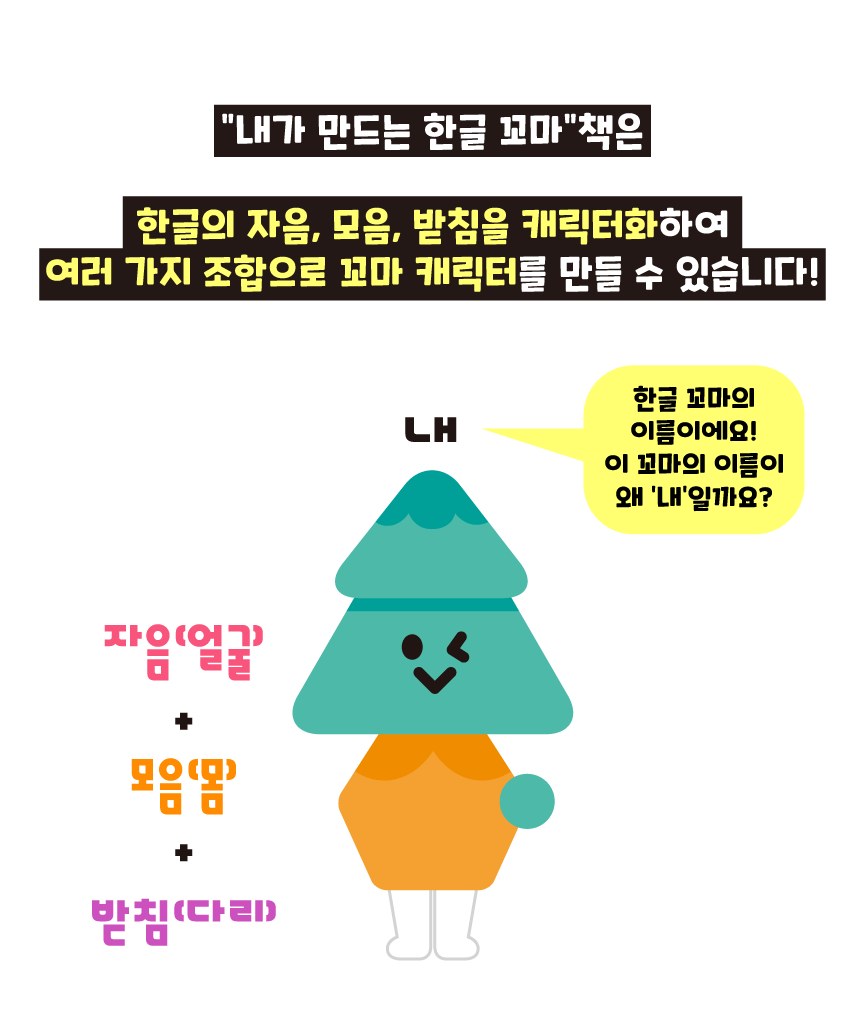 "내가 만드는 한글 꼬마"책은
한글의 자음, 모음, 받침을 캐릭터화하여
여러 가지 조합으로 꼬마 캐릭터를 만들 수 있습니다!
내
한글 꼬마의
이름이에요!
이 꼬마의 이름이
왜 '내'일까요?
자음(얼굴)
+
모음(몸)
+
받침(다리)